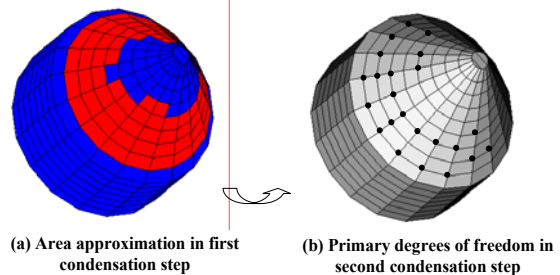 (a) Area approximation in first
condensation step
(b) Primary degrees of freedom in
second condensation step